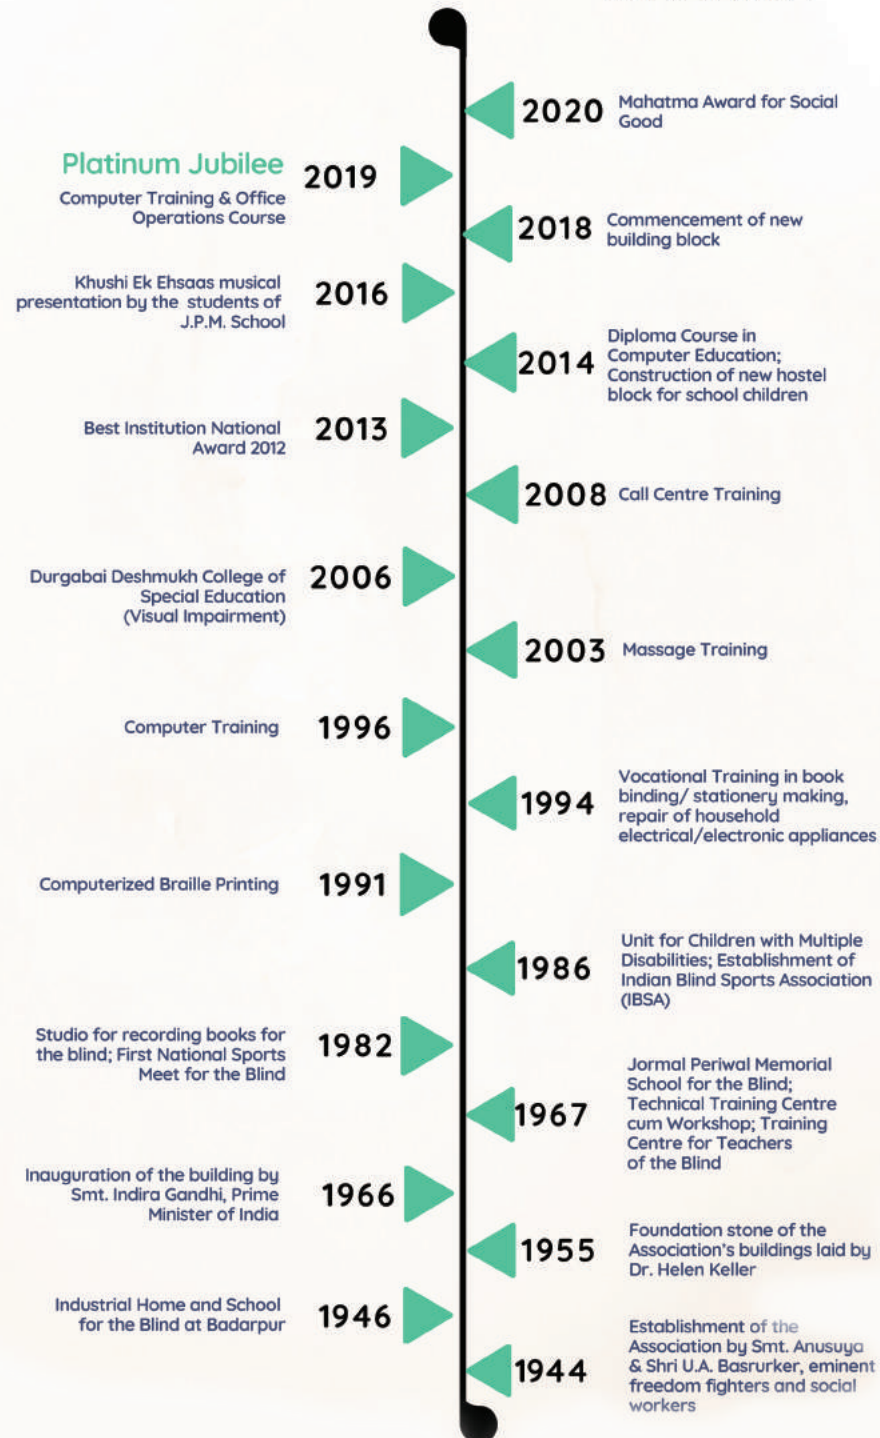 2020
Mahatma Award for Social
Good
Platinum Jubilee
2019
Computer Training & Office
Operations Course
2018
Commencement of new
building block
Khushi Ek Ehsaas musical
presentation by the students of
J.P.M. School
2016
2014
Diploma Course in
Computer Education;
Construction of new hostel
block for school children
Best Institution National
Award 2012
2013
2008
Call Centre Training
Durgabai Deshmukh College of
Special Education
(Visual Impairment)
2006
2003
Massage Training
Computer Training
1996
1994
Vocational Training in book
binding/ stationery making,
repair of household
electrical/electronic appliances
Computerized Braille Printing
1991
1986
Unit for Children with Multiple
Disabilities; Establishment of
Indian Blind Sports Association
(IBSA)
Studio for recording books for
the blind; First National Sports
Meet for the Blind
1982
1967
Jormal Periwal Memorial
School for the Blind;
Technical Training Centre
cum Workshop; Training
Centre for Teachers
of the Blind
Inauguration of the building by
Smt. Indira Gandhi, Prime
Minister of India
1966
1955
Foundation stone of the
Association's buildings laid by
Dr. Helen Keller
Industrial Home and School
for the Blind at Badarpur
1946
1944
Establishment of the
Association by Smt. Anusuya
& Shri U.A. Basrurker, eminent
freedom fighters and social
workers